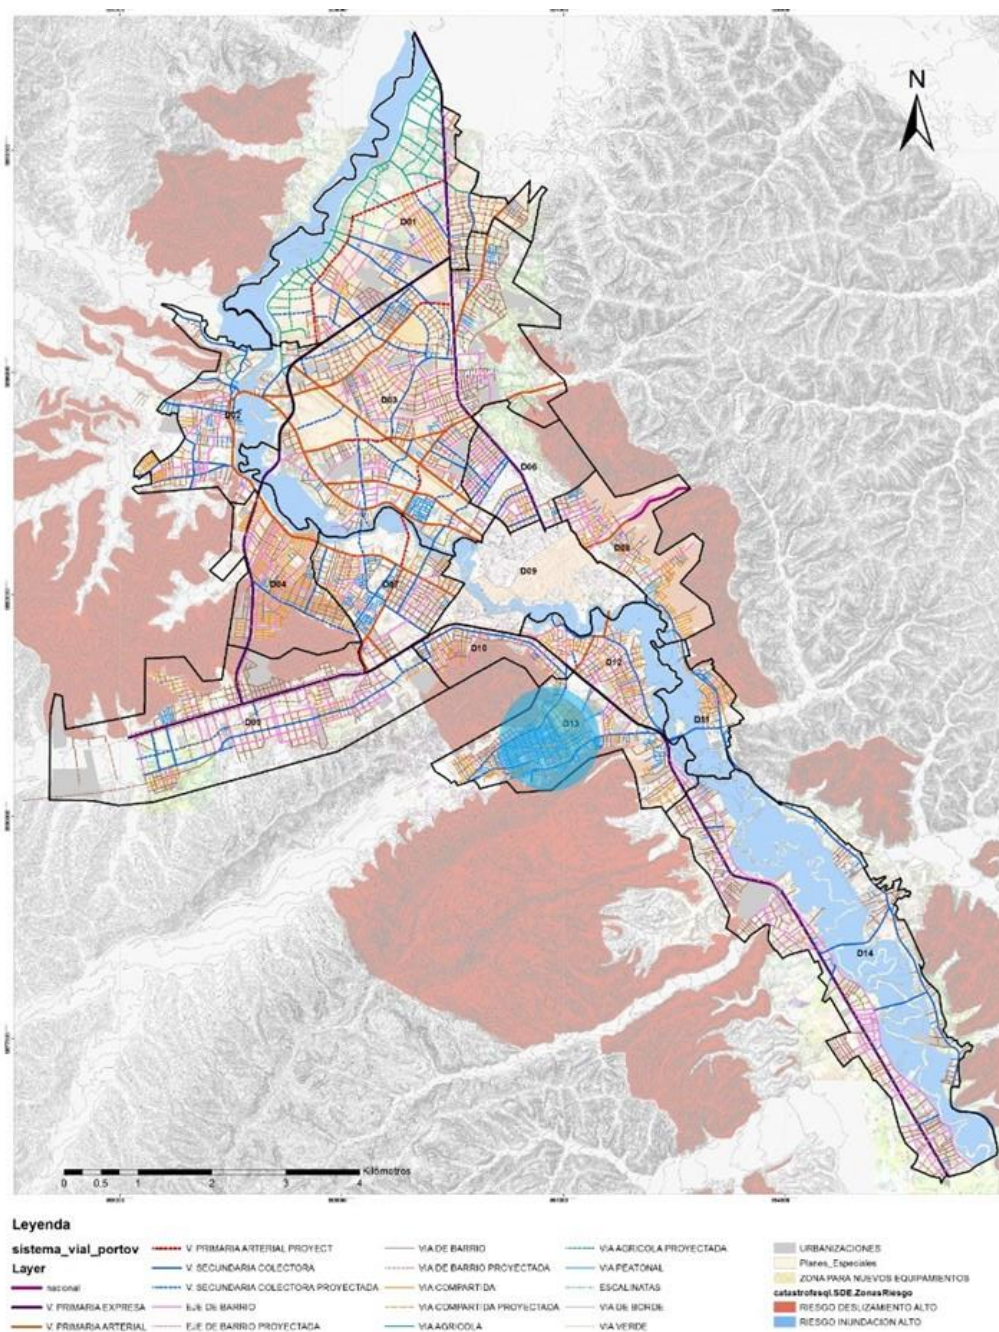 N
D01
D03
D02
D06
D08
D09
D04
D07
D10
D12
D13
D11
D05
D14
Kilómetros
0 0.5 1 2 3 4
Leyenda
sistema_vial_portov
Layer
nacional
V. PRIMARIA EXPRESA
V. PRIMARIA ARTERIAL
V. PRIMARIA ARTERIAL PROYECT
V. SECUNDARIA COLECTORA
V. SECUNDARIA COLECTORA PROYECTADA
EJE DE BARRIO
EJE DE BARRIO PROYECTADA
VIA DE BARRIO
VIA DE BARRIO PROYECTADA
VIA COMPARTIDA
VIA COMPARTIDA PROYECTADA
VIA AGRICOLA
VIA AGRICOLA PROYECTADA
VIA PEATONAL
ESCALINATAS
VIA DE BORDE
VIA VERDE
URBANIZACIONES
Planes_Especiales
ZONA PARA NUEVOS EQUIPAMIENTOS
catastrofesql.SDE.ZonasRiesgo
RIESGO DESLIZAMIENTO ALTO
RIESGO INUNDACION ALTO